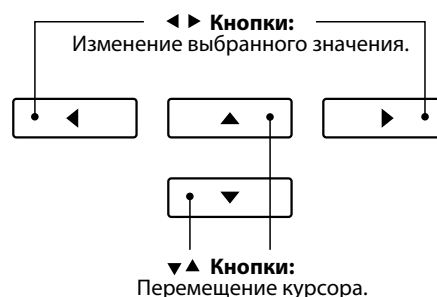 ◀ ▶ Кнопки:
Изменение выбранного значения.
◀
▲
▶
▼
▼▲ Кнопки:
Перемещение курсора.